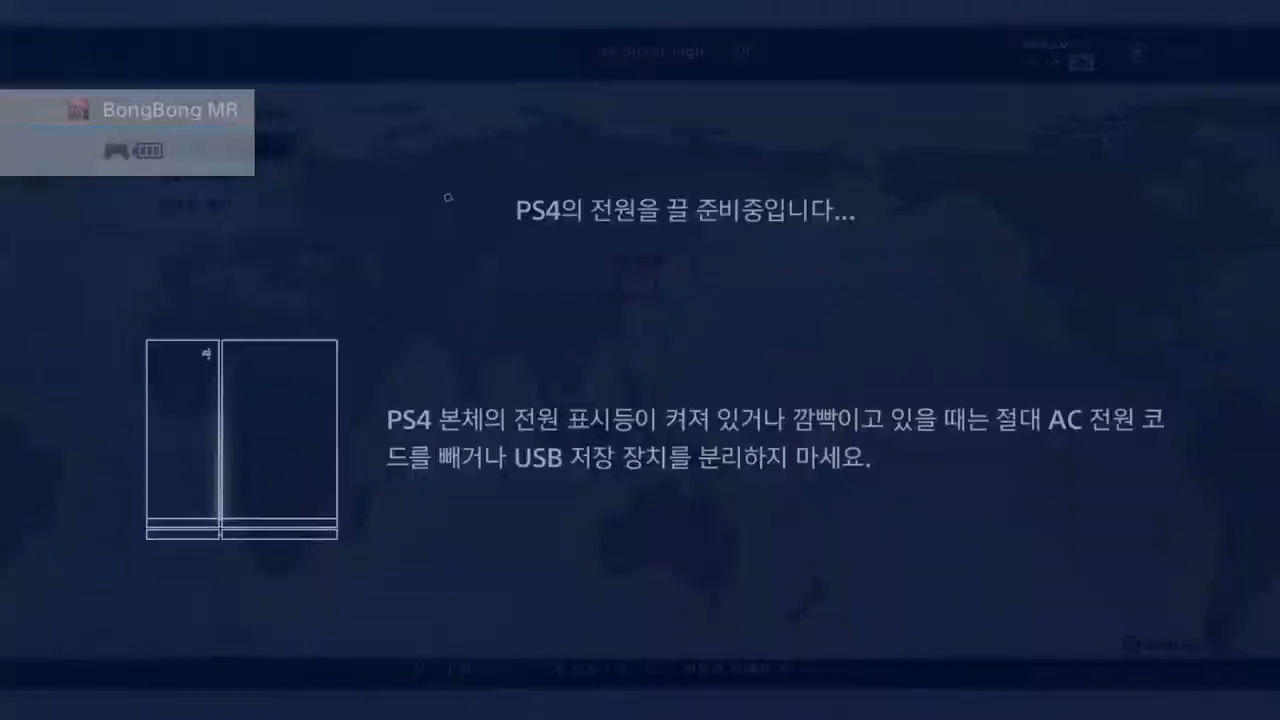 BongBong MR
PS4의 전원을 끌 준비중입니다...
PS4 본체의 전원 표시등이 켜져 있거나 깜빡이고 있을 때는 절대 AC 전원 코
드를 빼거나 USB 저장 장치를 분리하지 마세요.